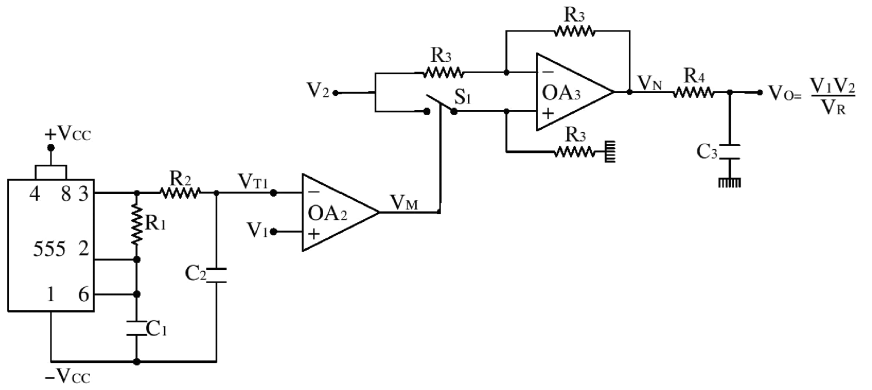 R3
R3
V2
S1
−
OA3
+
VN
R4
VO= V1V2
VR
R3
C3
+VCC
4 8 3
R2
VT1
−
OA2
V1
+
VM
R1
555 2
C2
1 6
C1
−VCC